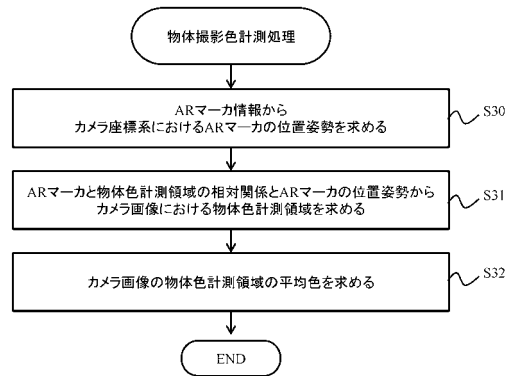 物体撮影色計測処理
ARマーカ情報から
カメラ座標系におけるARマーカの位置姿勢を求める
S30
ARマーカと物体色計測領域の相対関係とARマーカの位置姿勢から
カメラ画像における物体色計測領域を求める
S31
カメラ画像の物体色計測領域の平均色を求める
S32
END